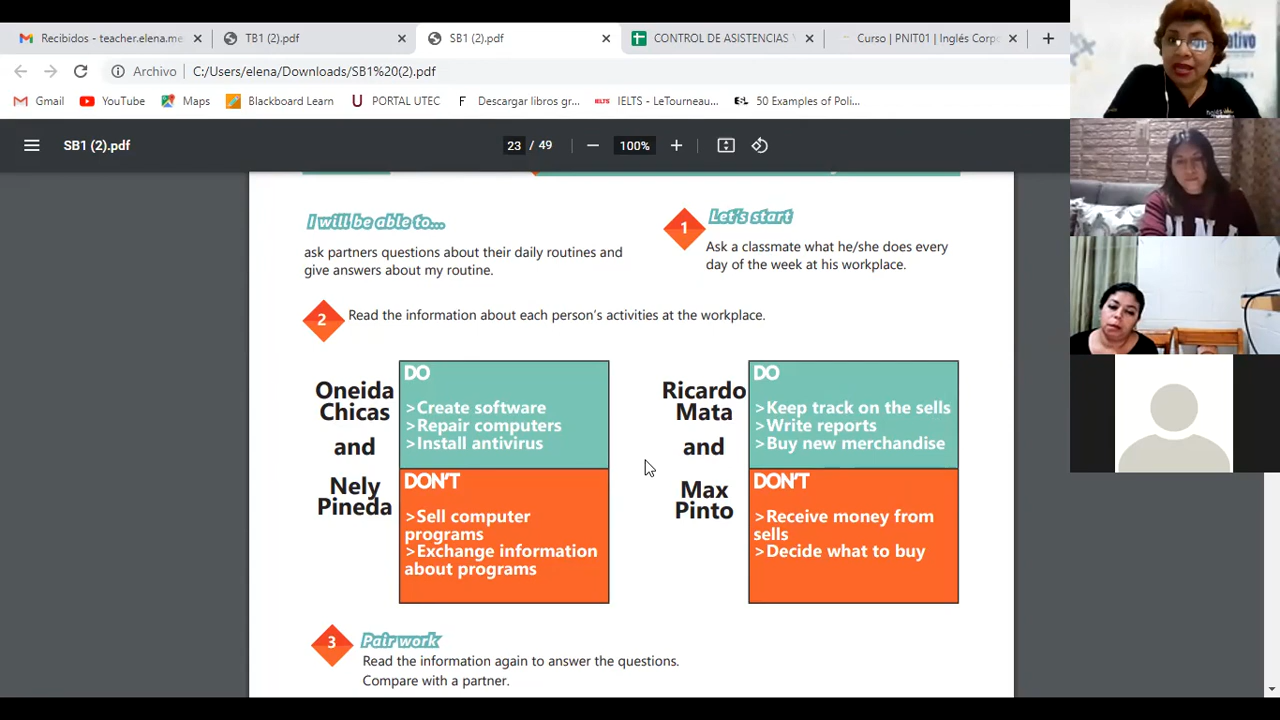 Recibidos - teacher.elena.me
TB1 (2).pdf
SB1 (2).pdf
CONTROL DE ASISTENCIAS Y
Curso | PNIT01 | Inglés Corpo
Archivo C:/Users/elena/Downloads/SB1%20(2).pdf
Gmail YouTube Maps Blackboard Learn PORTAL UTEC Descargar libros gr... IELTS - LeTourneau... 50 Examples of Poli...
SB1 (2).pdf 23 / 49 100%
I will be able to...
ask partners questions about their daily routines and
give answers about my routine.
1 Let's start
Ask a classmate what he/she does every
day of the week at his workplace.
2 Read the information about each person's activities at the workplace.
Oneida
Chicas
and
Nely
Pineda
DO
>Create software
>Repair computers
>Install antivirus
DON'T
>Sell computer
programs
>Exchange information
about programs
Ricardo
Mata
and
Max
Pinto
DO
>Keep track on the sells
>Write reports
>Buy new merchandise
DON'T
>Receive money from
sells
>Decide what to buy
3 Pair work
Read the information again to answer the questions.
Compare with a partner.